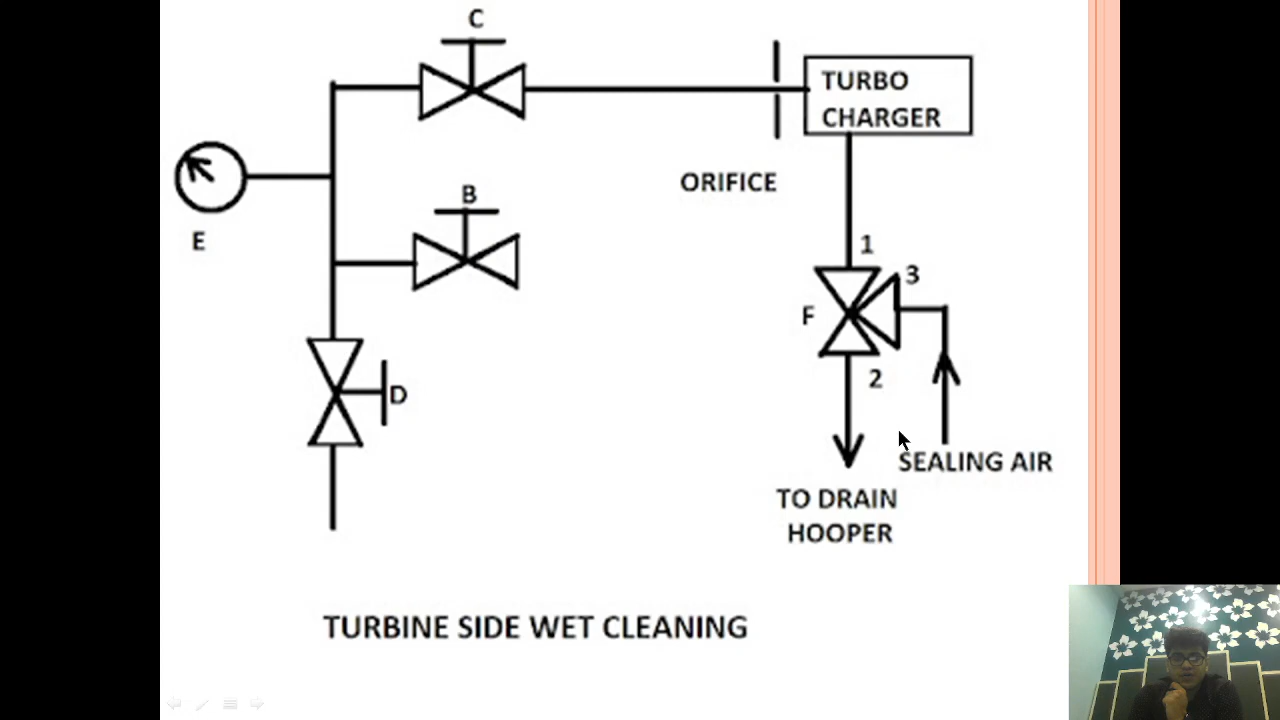 C
TURBO
CHARGER
ORIFICE
B
E
1
3
F
2
D
SEALING AIR
TO DRAIN
HOOPER
TURBINE SIDE WET CLEANING